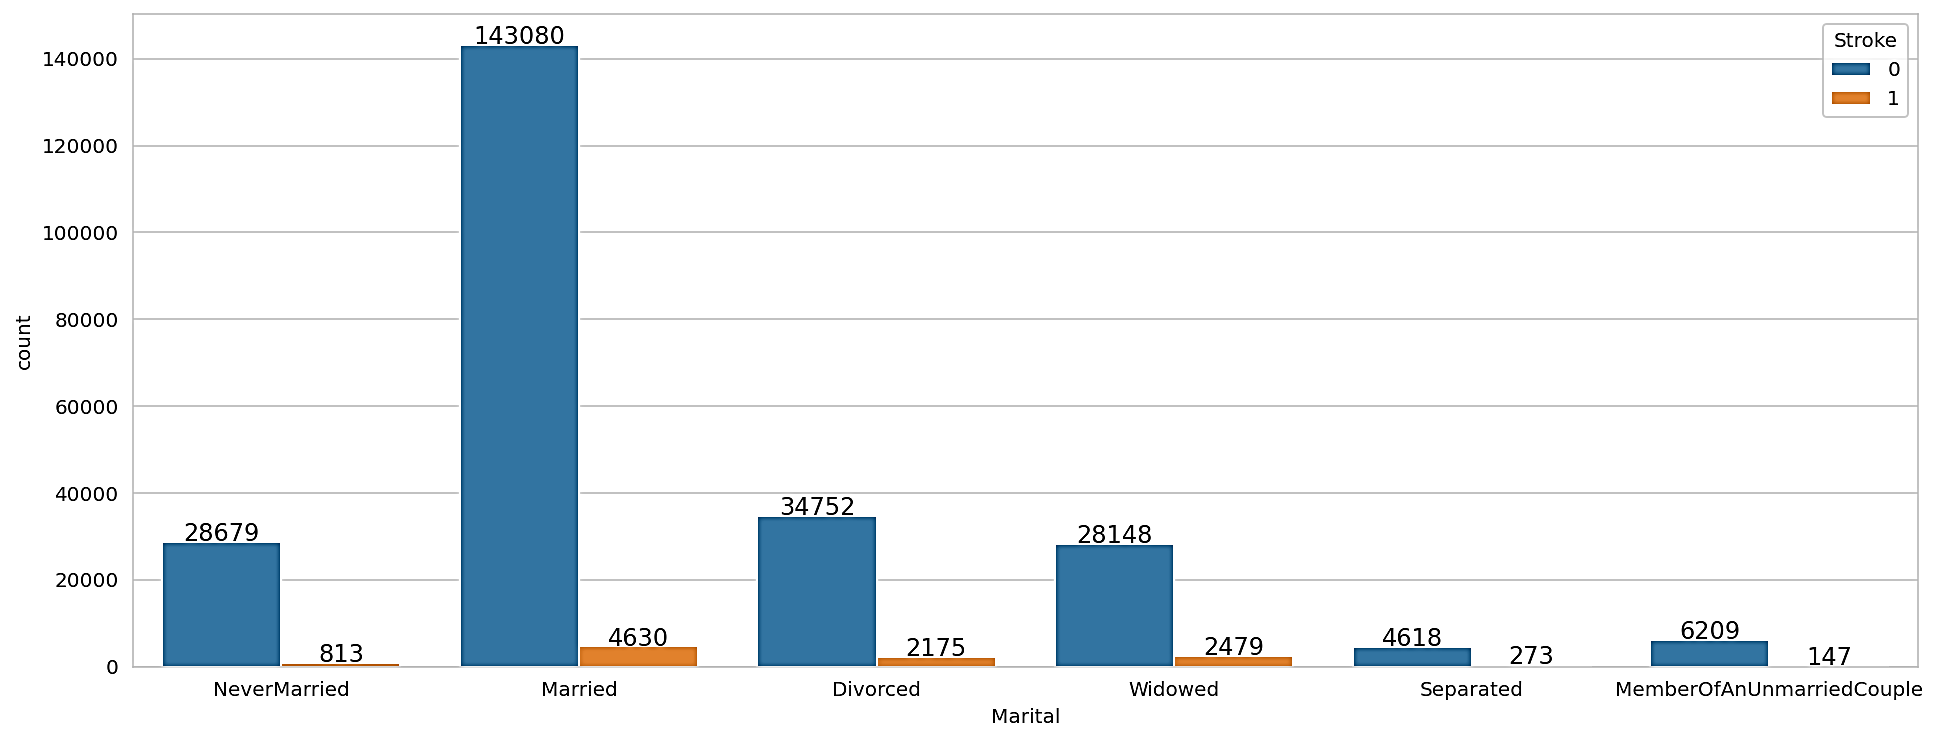 143080
Stroke
0
1
140000
120000
100000
80000
60000
40000
20000
0
count
28679
813
4630
34752
2175
28148
2479
4618
273
6209
147
NeverMarried
Married
Divorced
Widowed
Separated
MemberOfAnUnmarriedCouple
Marital